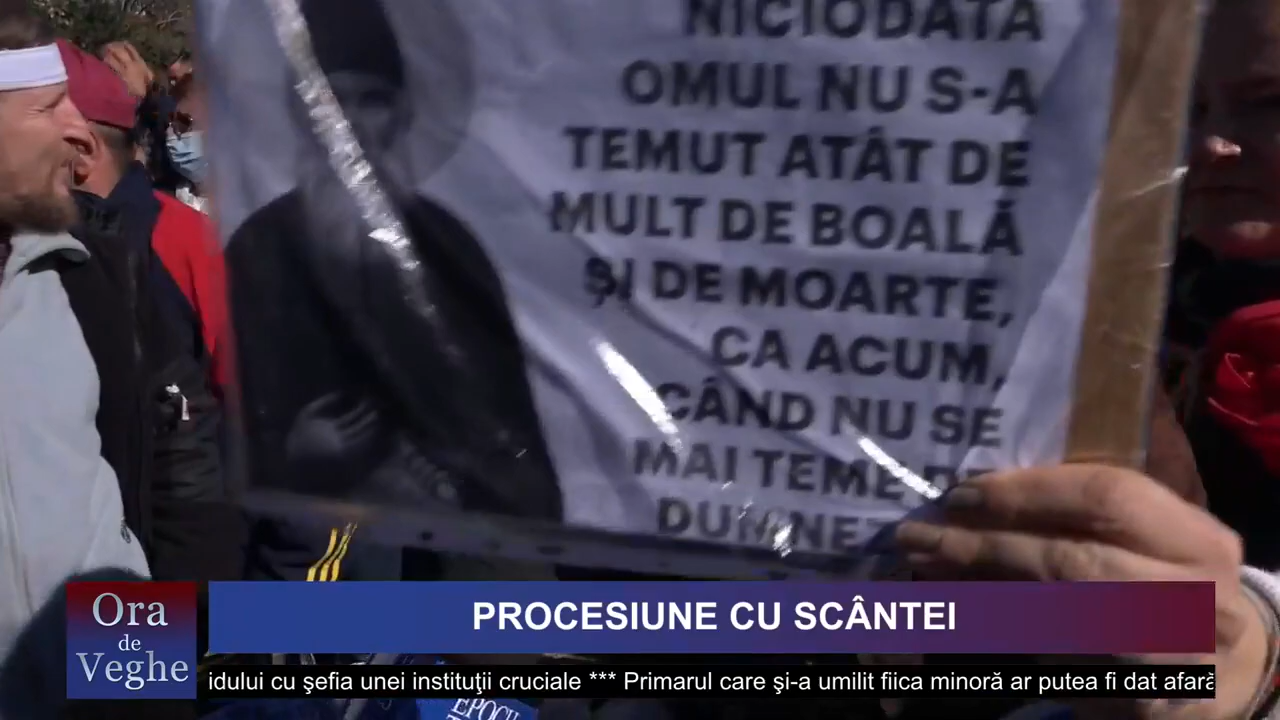 NICIODATĂ
OMUL NU S-A
TEMUT ATÂT DE
MULT DE BOALĂ
ȘI DE MOARTE,
CA ACUM,
CÂND NU SE
MAI TEME DE
Ora
de
Veghe
PROCESIUNE CU SCÂNTEI
idului cu şefia unei instituţii cruciale *** Primarul care şi-a umilit fiica minoră ar putea fi dat afară
EPOCH